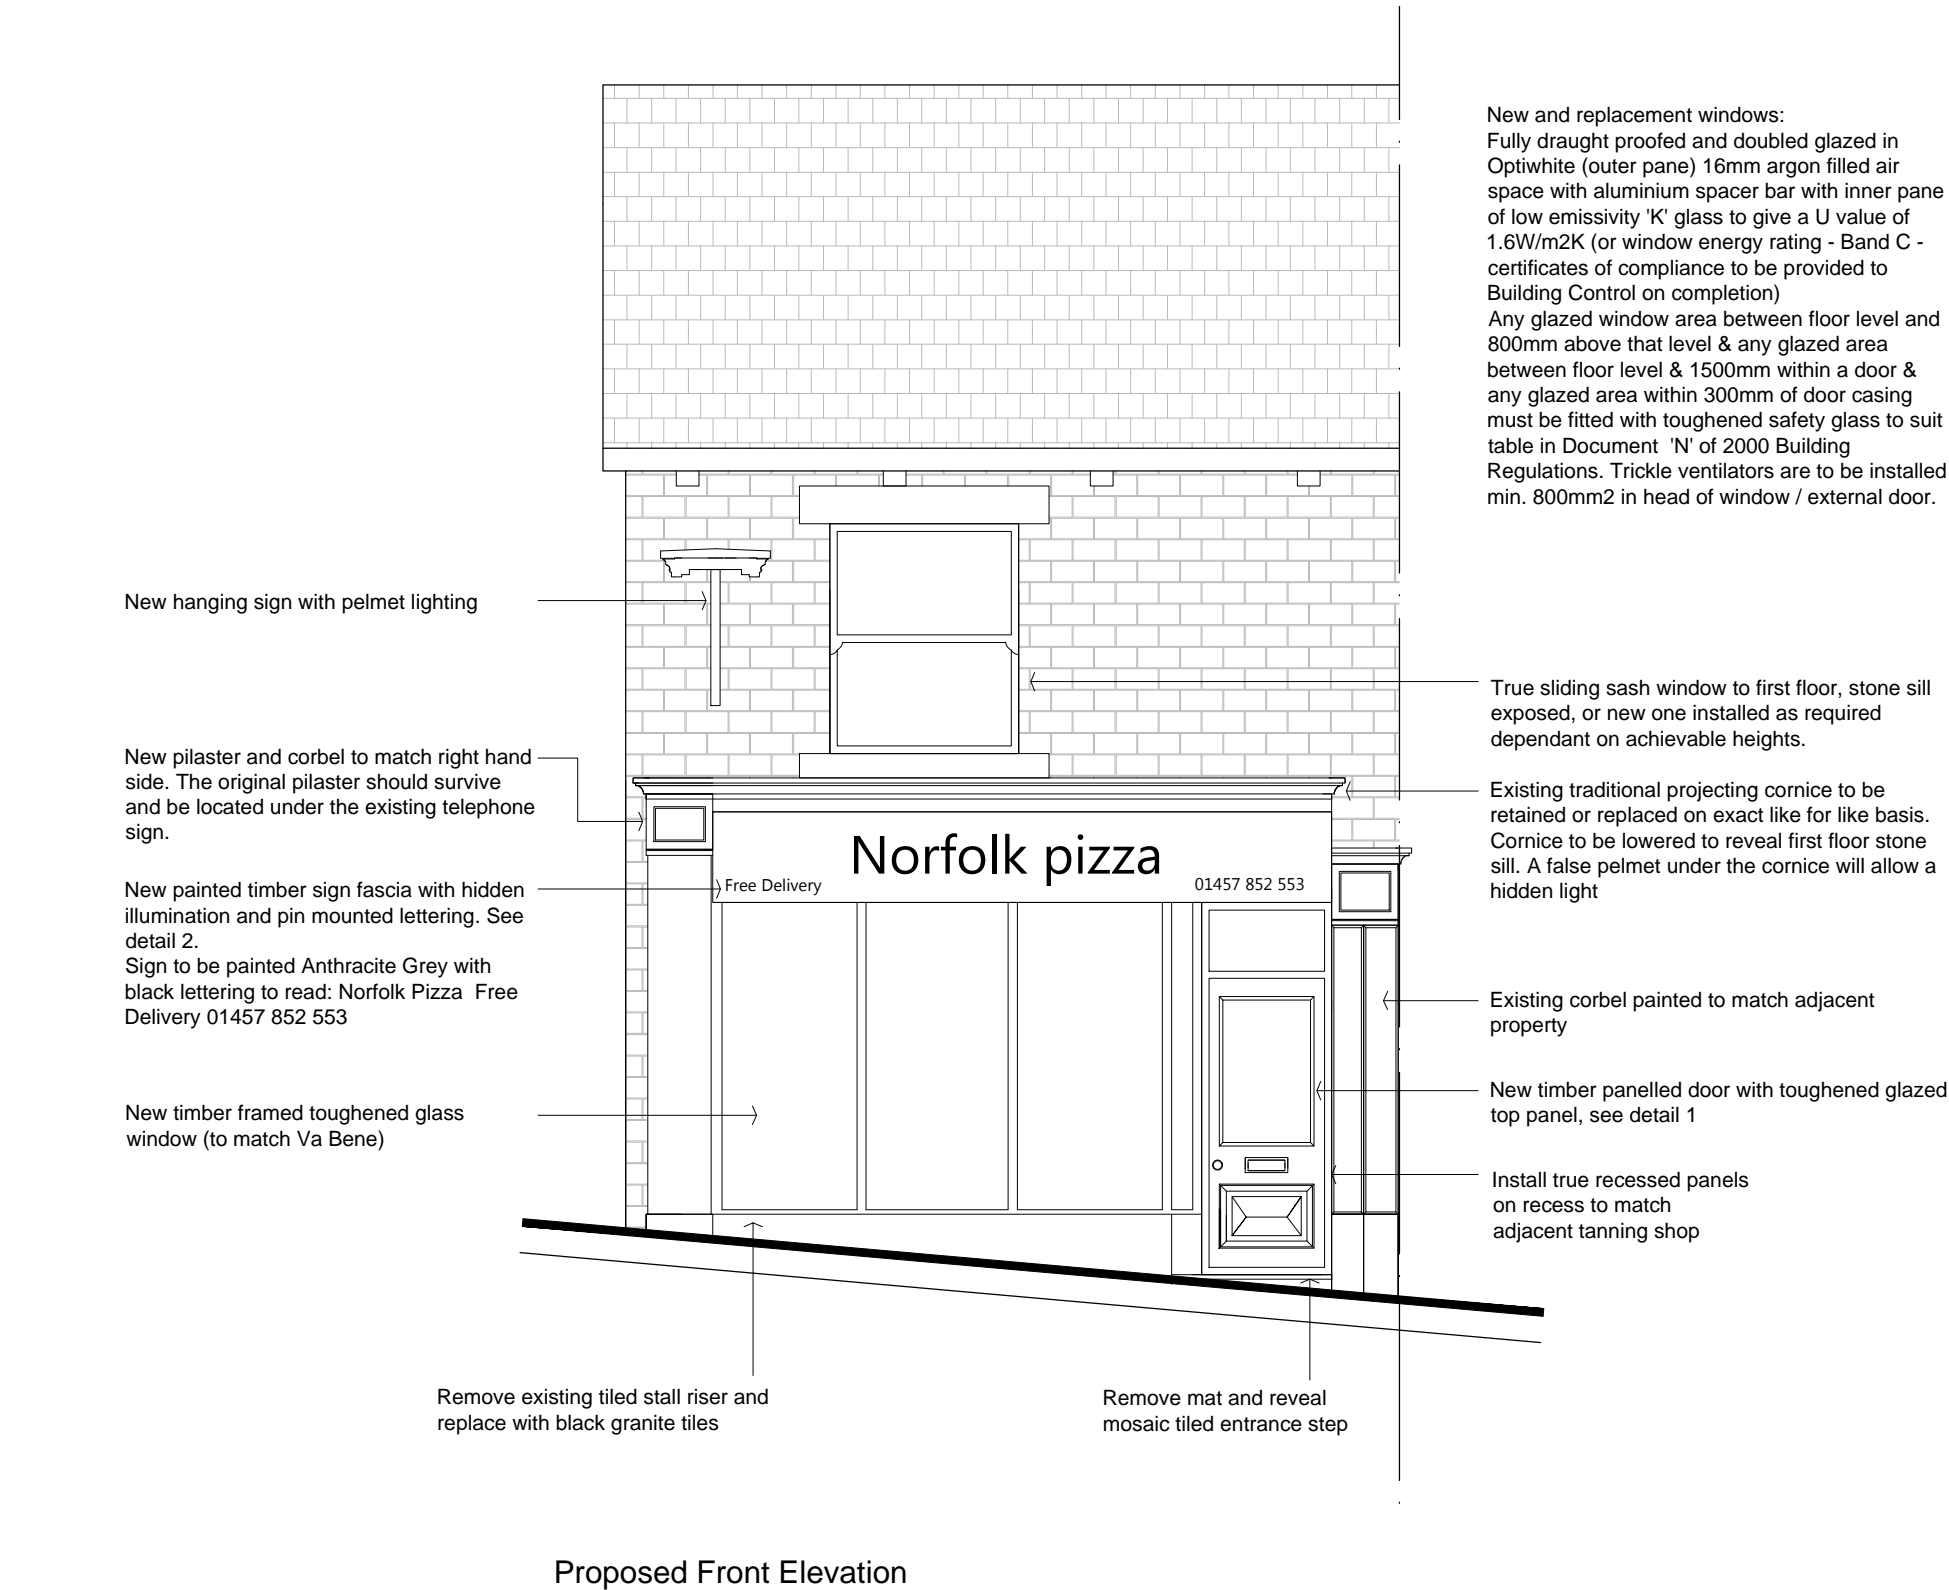 New and replacement windows:
Fully draught proofed and doubled glazed in
Optiwhite (outer pane) 16mm argon filled air
space with aluminium spacer bar with inner pane
of low emissivity 'K' glass to give a U value of
1.6W/m2K (or window energy rating - Band C -
certificates of compliance to be provided to
Building Control on completion)
Any glazed window area between floor level and
800mm above that level & any glazed area
between floor level & 1500mm within a door &
any glazed area within 300mm of door casing
must be fitted with toughened safety glass to suit
table in Document 'N' of 2000 Building
Regulations. Trickle ventilators are to be installed
min. 800mm2 in head of window / external door.
New hanging sign with pelmet lighting
New pilaster and corbel to match right hand
side. The original pilaster should survive
and be located under the existing telephone
sign.
New painted timber sign fascia with hidden
illumination and pin mounted lettering. See
detail 2.
Sign to be painted Anthracite Grey with
black lettering to read: Norfolk Pizza Free
Delivery 01457 852 553
New timber framed toughened glass
window (to match Va Bene)
Norfolk pizza
Free Delivery
01457 852 553
True sliding sash window to first floor, stone sill
exposed, or new one installed as required
dependant on achievable heights.
Existing traditional projecting cornice to be
retained or replaced on exact like for like basis.
Cornice to be lowered to reveal first floor stone
sill. A false pelmet under the cornice will allow a
hidden light
Existing corbel painted to match adjacent
property
New timber panelled door with toughened glazed
top panel, see detail 1
Install true recessed panels
on recess to match
adjacent tanning shop
Remove existing tiled stall riser and
replace with black granite tiles
Remove mat and reveal
mosaic tiled entrance step
Proposed Front Elevation